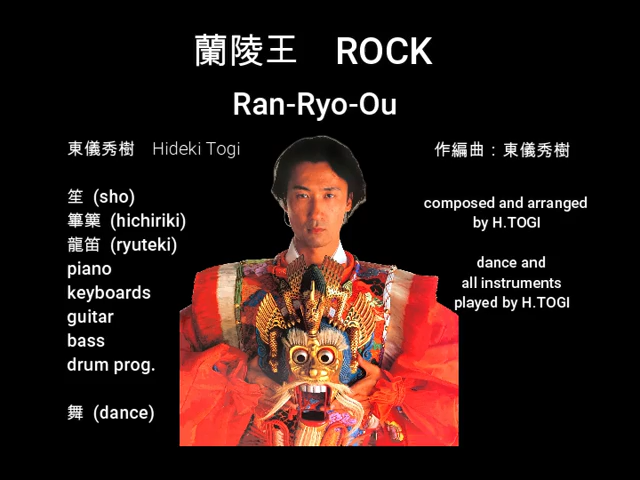 蘭陵王　ROCK
Ran-Ryo-Ou
東儀秀樹　Hideki Togi
笙 (sho)
篳篥 (hichiriki)
龍笛 (ryuteki)
piano
keyboards
guitar
bass
drum prog.
舞 (dance)
作編曲：東儀秀樹
composed and arranged
by H.TOGI
dance and
all instruments
played by H.TOGI